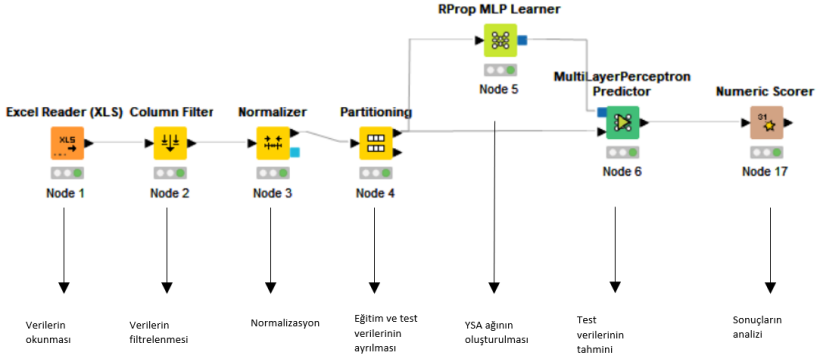 RProp MLP Learner
Node 5
MultiLayerPerceptron
Predictor
Node 6
Numeric Scorer
01
Node 17
Excel Reader (XLS)
XLS
Node 1
Column Filter
Node 2
Normalizer
Node 3
Partitioning
Node 4
Verilerin
okunması
Verilerin
filtrelenmesi
Normalizasyon
Eğitim ve test
verilerinin
ayrılması
YSA ağının
oluşturulması
Test
verilerinin
tahmini
Sonuçların
analizi